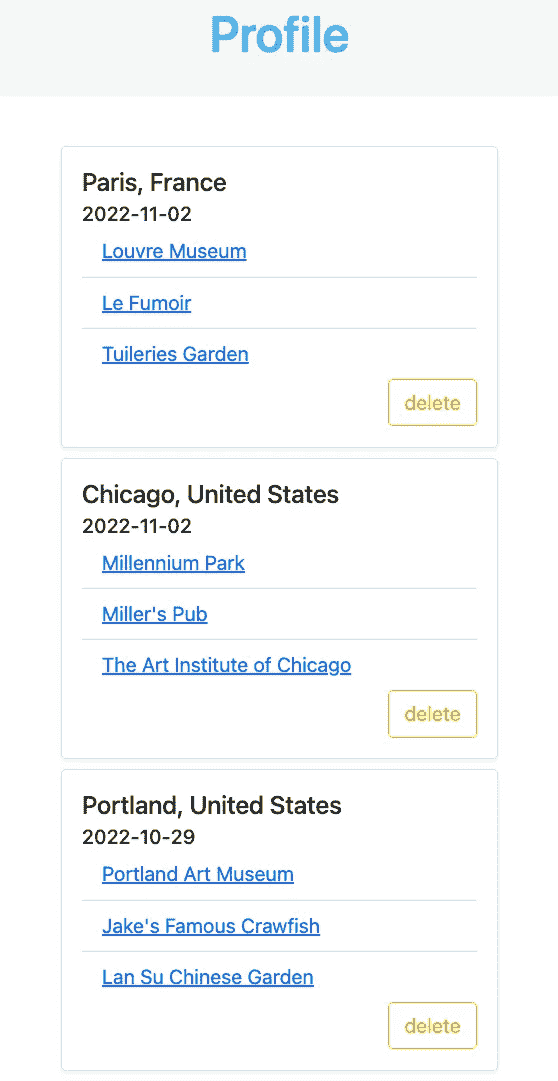 Profile
Paris, France
2022-11-02
Louvre Museum
Le Fumoir
Tuileries Garden
delete
Chicago, United States
2022-11-02
Millennium Park
Miller's Pub
The Art Institute of Chicago
delete
Portland, United States
2022-10-29
Portland Art Museum
Jake's Famous Crawfish
Lan Su Chinese Garden
delete